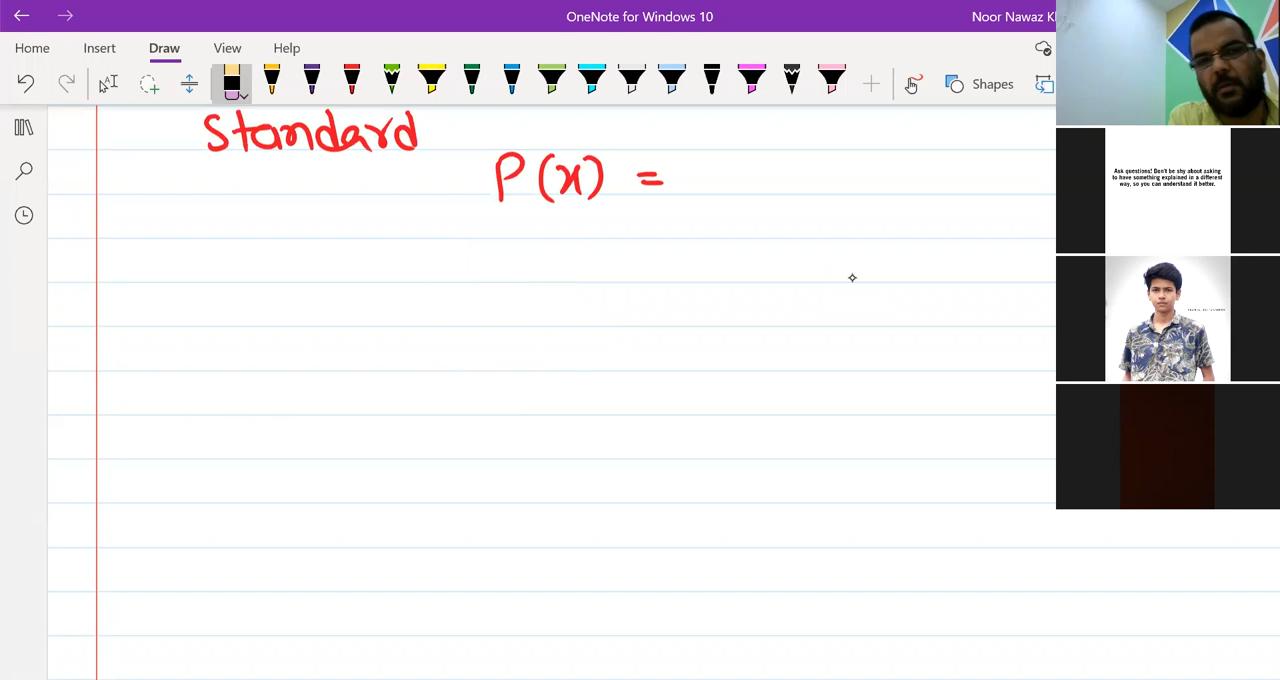 OneNote for Windows 10
Noor Nawaz Kh
Home Insert Draw View Help
Shapes
Standard
P(x) =
Ask questions! Don't be shy about asking
to have something explained in a different
way, so you can understand it better.